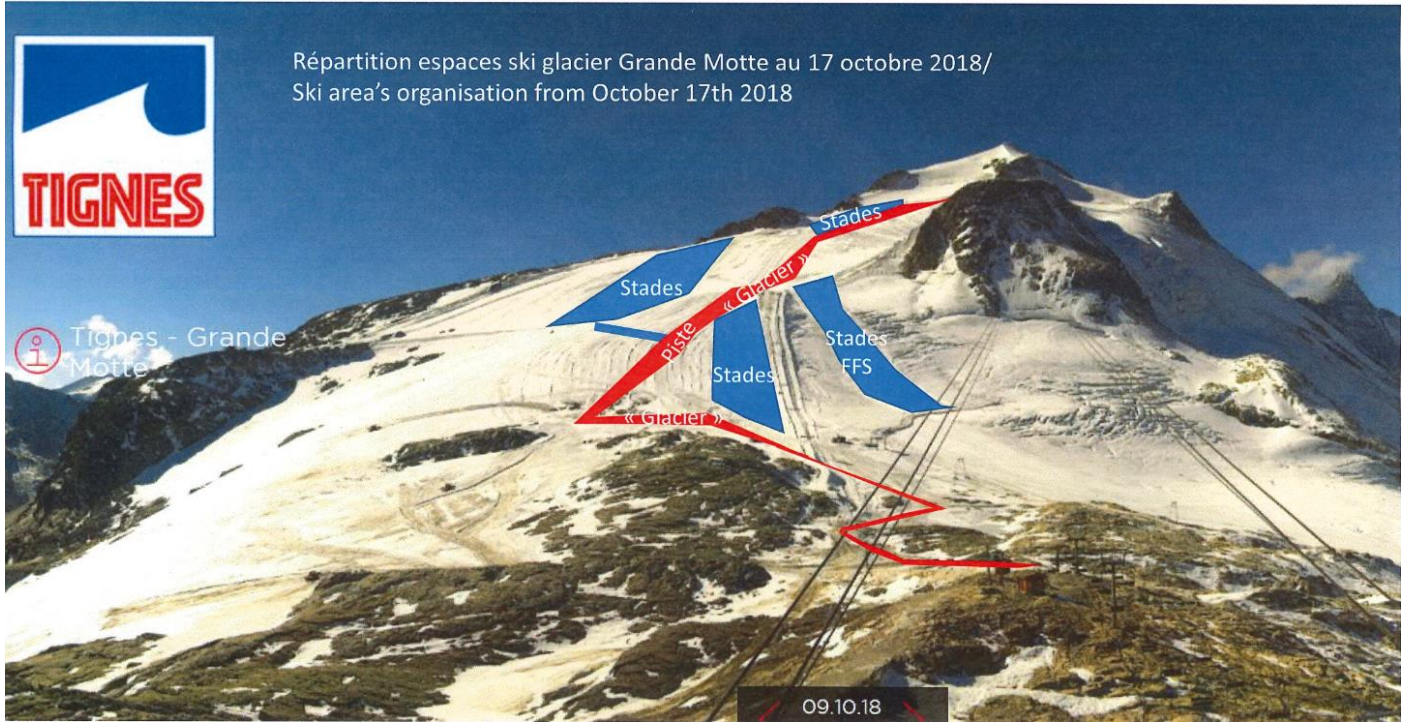 TIGNES
Répartition espaces ski glacier Grande Motte au 17 octobre 2018/
Ski area's organisation from October 17th 2018
Tignes - Grande
Motte
Stades
Stades
« Glacier »
Piste
Stades
Stades
FFS
« Glacier »
09.10.18